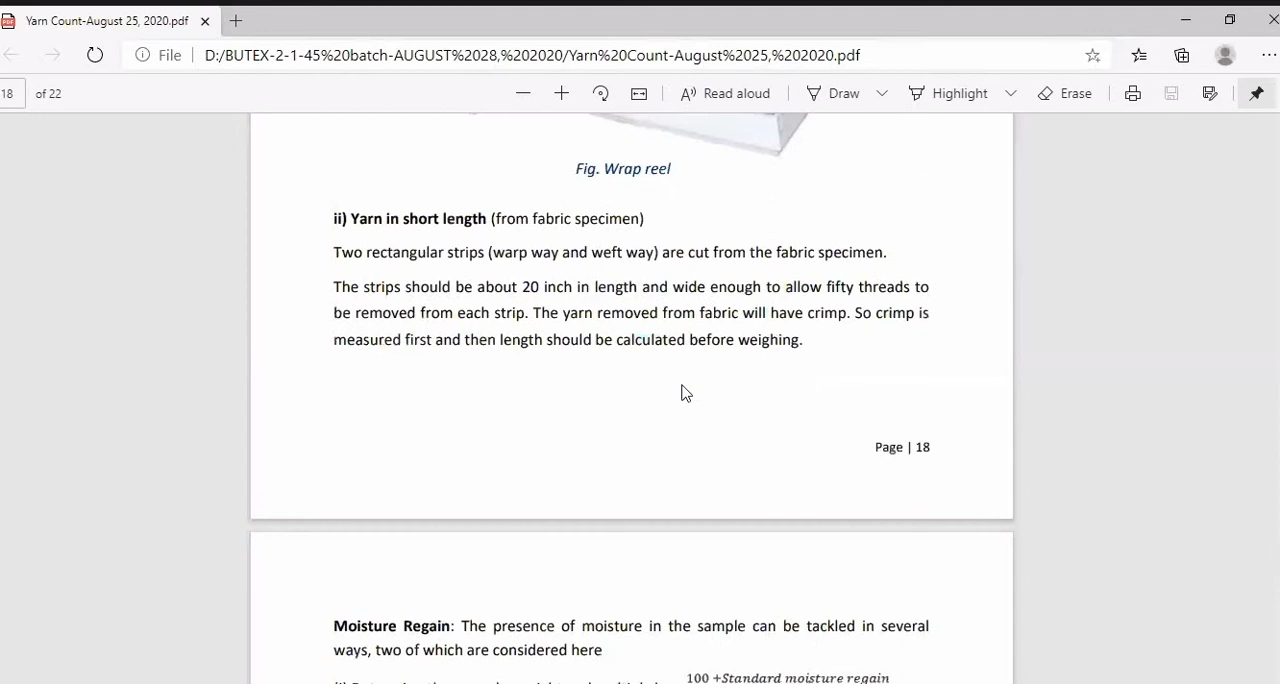 Yarn Count-August 25, 2020.pdf
File D:/BUTEX-2-1-45%20batch-AUGUST%2028,%202020/Yarn%20Count-August%2025,%202020.pdf
18 of 22 Read aloud Draw Highlight Erase
Fig. Wrap reel
ii) Yarn in short length (from fabric specimen)
Two rectangular strips (warp way and weft way) are cut from the fabric specimen.
The strips should be about 20 inch in length and wide enough to allow fifty threads to
be removed from each strip. The yarn removed from fabric will have crimp. So crimp is
measured first and then length should be calculated before weighing.
Page | 18
Moisture Regain: The presence of moisture in the sample can be tackled in several
ways, two of which are considered here
100 +Standard moisture regain